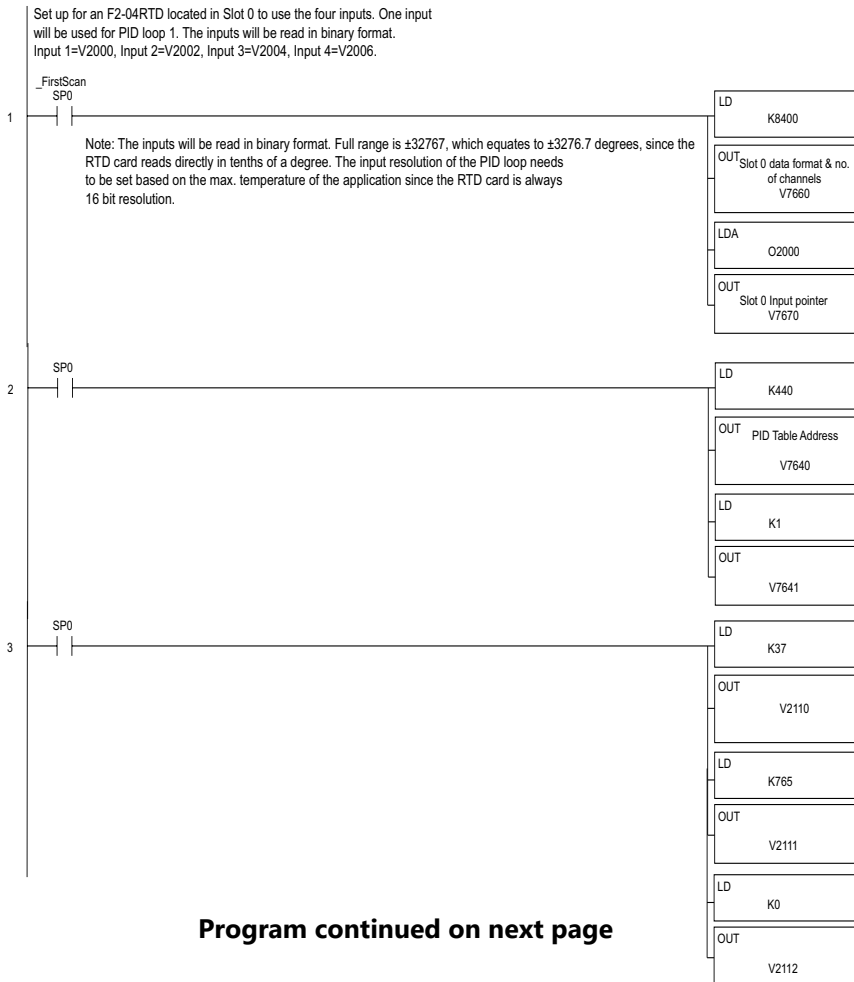 Set up for an F2-04RTD located in Slot 0 to use the four inputs. One input
will be used for PID loop 1. The inputs will be read in binary format.
Input 1=V2000, Input 2=V2002, Input 3=V2004, Input 4=V2006.
_FirstScan
SP0
1
LD
K8400
Note: The inputs will be read in binary format. Full range is ±32767, which equates to ±3276.7 degrees, since the
RTD card reads directly in tenths of a degree. The input resolution of the PID loop needs
to be set based on the max. temperature of the application since the RTD card is always
16 bit resolution.
OUT
Slot 0 data format & no.
of channels
V7660
LDA
O2000
OUT
Slot 0 Input pointer
V7670
SP0
2
LD
K440
OUT
PID Table Address
V7640
LD
K1
OUT
V7641
SP0
3
LD
K37
OUT
V2110
LD
K765
OUT
V2111
LD
K0
OUT
V2112
Program continued on next page